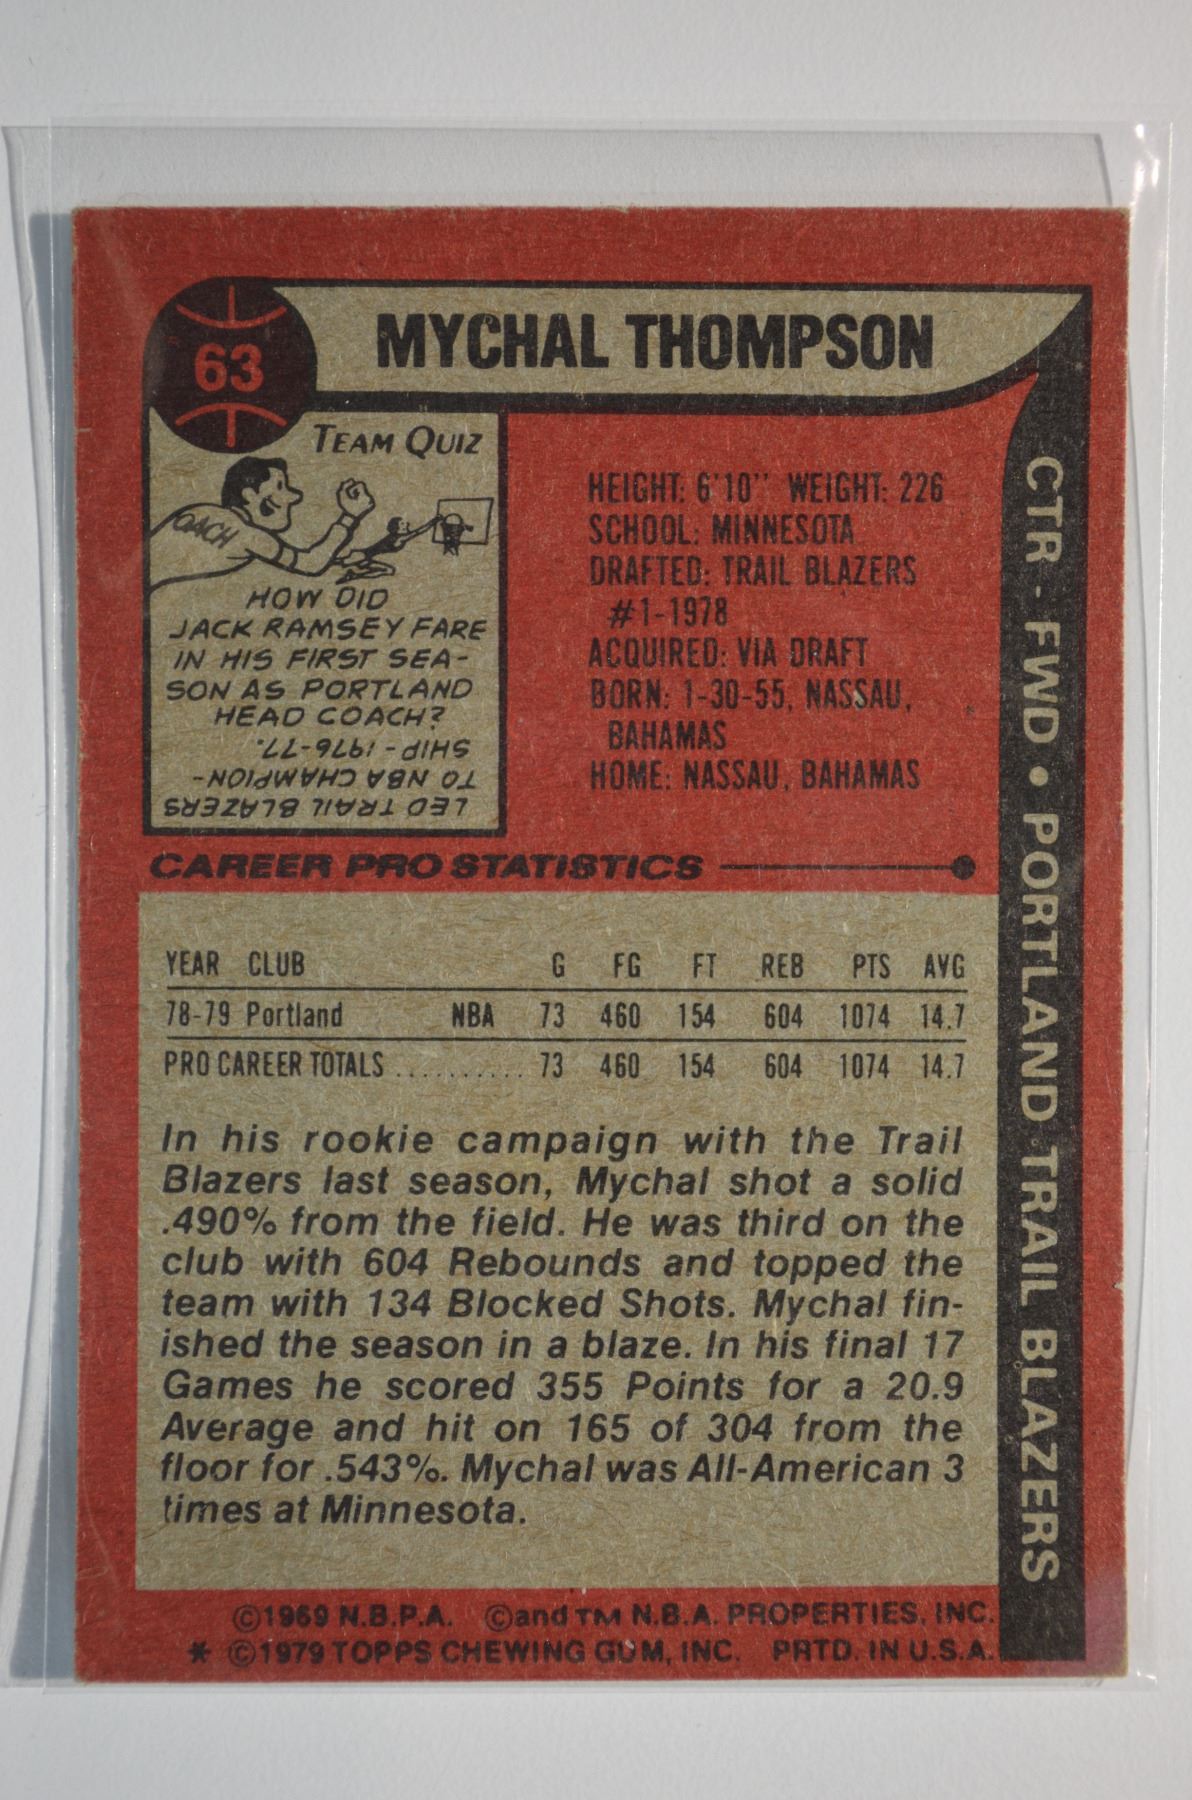 63
MYCHAL THOMPSON
TEAM QUIZ
OACH
HOW DID
JACK RAMSEY FARE
IN HIS FIRST SEA-
SON AS PORTLAND
HEAD COACH?
LED TRAIL BLAZERS
TO NBA CHAMPION-
SHIP - 1976-77.
HEIGHT: 6'10" WEIGHT: 226
SCHOOL: MINNESOTA
DRAFTED: TRAIL BLAZERS
#1-1978
ACQUIRED: VIA DRAFT
BORN: 1-30-55, NASSAU,
BAHAMAS
HOME: NASSAU, BAHAMAS
CTR - FWD • PORTLAND TRAIL BLAZERS
CAREER PRO STATISTICS
YEAR CLUB G FG FT REB PTS AVG
78-79 Portland NBA 73 460 154 604 1074 14.7
PRO CAREER TOTALS .......... 73 460 154 604 1074 14.7
In his rookie campaign with the Trail
Blazers last season, Mychal shot a solid
.490% from the field. He was third on the
club with 604 Rebounds and topped the
team with 134 Blocked Shots. Mychal fin-
ished the season in a blaze. In his final 17
Games he scored 355 Points for a 20.9
Average and hit on 165 of 304 from the
floor for .543%. Mychal was All-American 3
times at Minnesota.
©1969 N.B.P.A. ©and TM N.B.A. PROPERTIES, INC.
* ©1979 TOPPS CHEWING GUM, INC. PRTD. IN U.S.A.